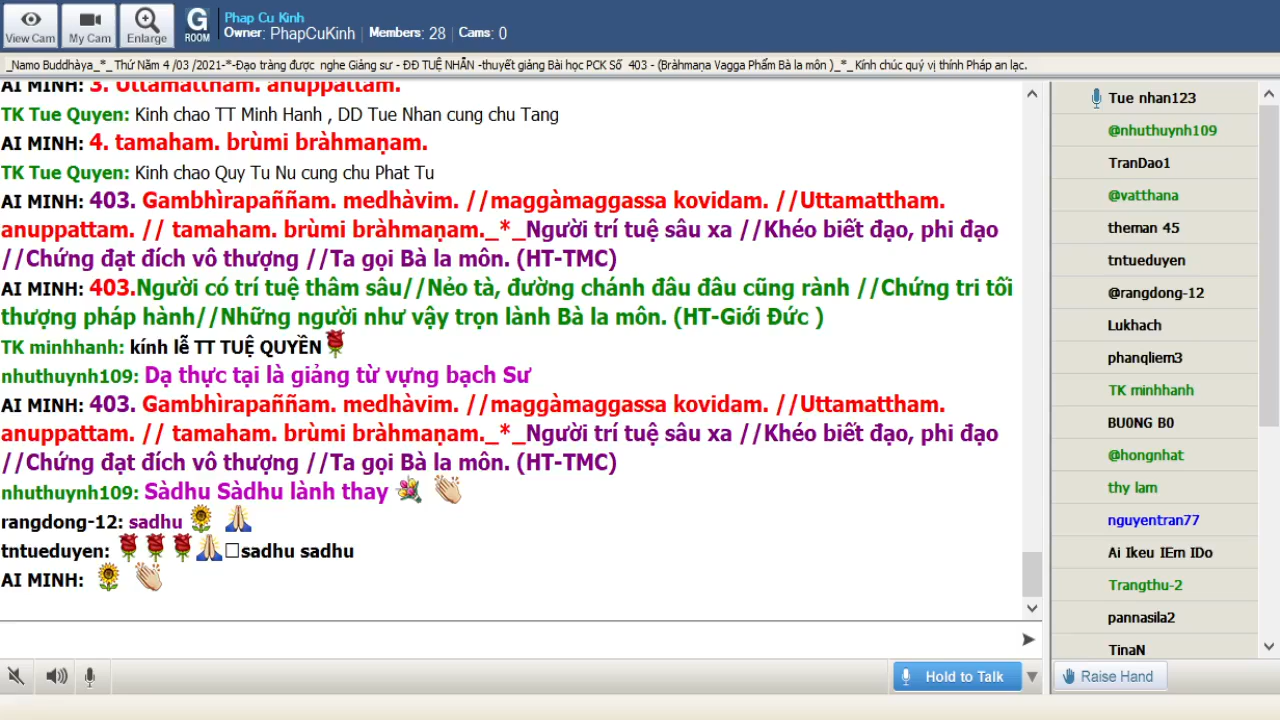 View Cam
My Cam
Enlarge
G
ROOM
Phap Cu Kinh
Owner: PhapCuKinh | Members: 28 | Cams: 0
_Namo Buddhàya_*_ Thứ Năm 4 /03 /2021-*-Đạo tràng được nghe Giảng sư - ĐĐ TUỆ NHẪN -thuyết giảng Bài học PCK Số 403 - (Bràhmaṇa Vagga Phẩm Bà la môn )_*_Kính chúc quý vị thính Pháp an lạc.
AI MINH: 3. Uttamattham. anuppattam.
TK Tue Quyen: Kinh chao TT Minh Hanh , DD Tue Nhan cung chu Tang
AI MINH: 4. tamaham. brùmi bràhmaṇam.
TK Tue Quyen: Kinh chao Quy Tu Nu cung chu Phat Tu
AI MINH: 403. Gambhìrapaññam. medhàvim. //maggàmaggassa kovidam. //Uttamattham.
anuppattam. // tamaham. brùmi bràhmaṇam._*_Người trí tuệ sâu xa //Khéo biết đạo, phi đạo
//Chứng đạt đích vô thượng //Ta gọi Bà la môn. (HT-TMC)
AI MINH: 403.Người có trí tuệ thâm sâu//Nẻo tà, đường chánh đâu đâu cũng rành //Chứng tri tối
thượng pháp hành//Những người như vậy trọn lành Bà la môn. (HT-Giới Đức )
TK minhhanh: kính lễ TT TUỆ QUYỀN
nhuthuynh109: Dạ thực tại là giảng từ vựng bạch Sư
AI MINH: 403. Gambhìrapaññam. medhàvim. //maggàmaggassa kovidam. //Uttamattham.
anuppattam. // tamaham. brùmi bràhmaṇam._*_Người trí tuệ sâu xa //Khéo biết đạo, phi đạo
//Chứng đạt đích vô thượng //Ta gọi Bà la môn. (HT-TMC)
nhuthuynh109: Sàdhu Sàdhu lành thay
rangdong-12: sadhu
tntueduyen: sadhu sadhu
AI MINH:
Hold to Talk
Tue nhan123
@nhuthuynh109
TranDao1
@vatthana
theman 45
tntueduyen
@rangdong-12
Lukhach
phanqliem3
TK minhhanh
BU0NG B0
@hongnhat
thy lam
nguyentran77
Ai Ikeu IEm IDo
Trangthu-2
pannasila2
TinaN
Raise Hand